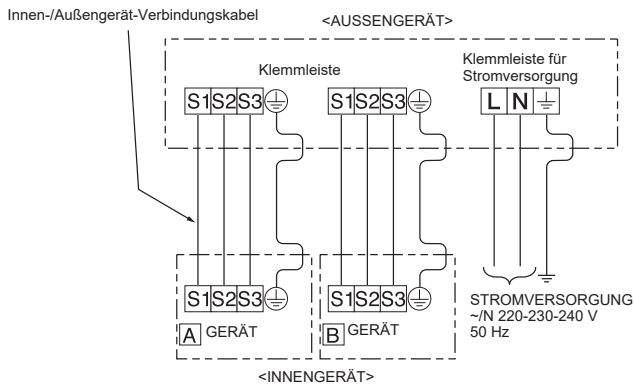 Innen-/Außengerät-Verbindungskabel
<AUSSENGERÄT>
Klemmleiste
Klemmleiste für
Stromversorgung
S1 S2 S3
S1 S2 S3
L N
S1 S2 S3
S1 S2 S3
A GERÄT
B GERÄT
STROMVERSORGUNG
~/N 220-230-240 V
50 Hz
<INNENGERÄT>